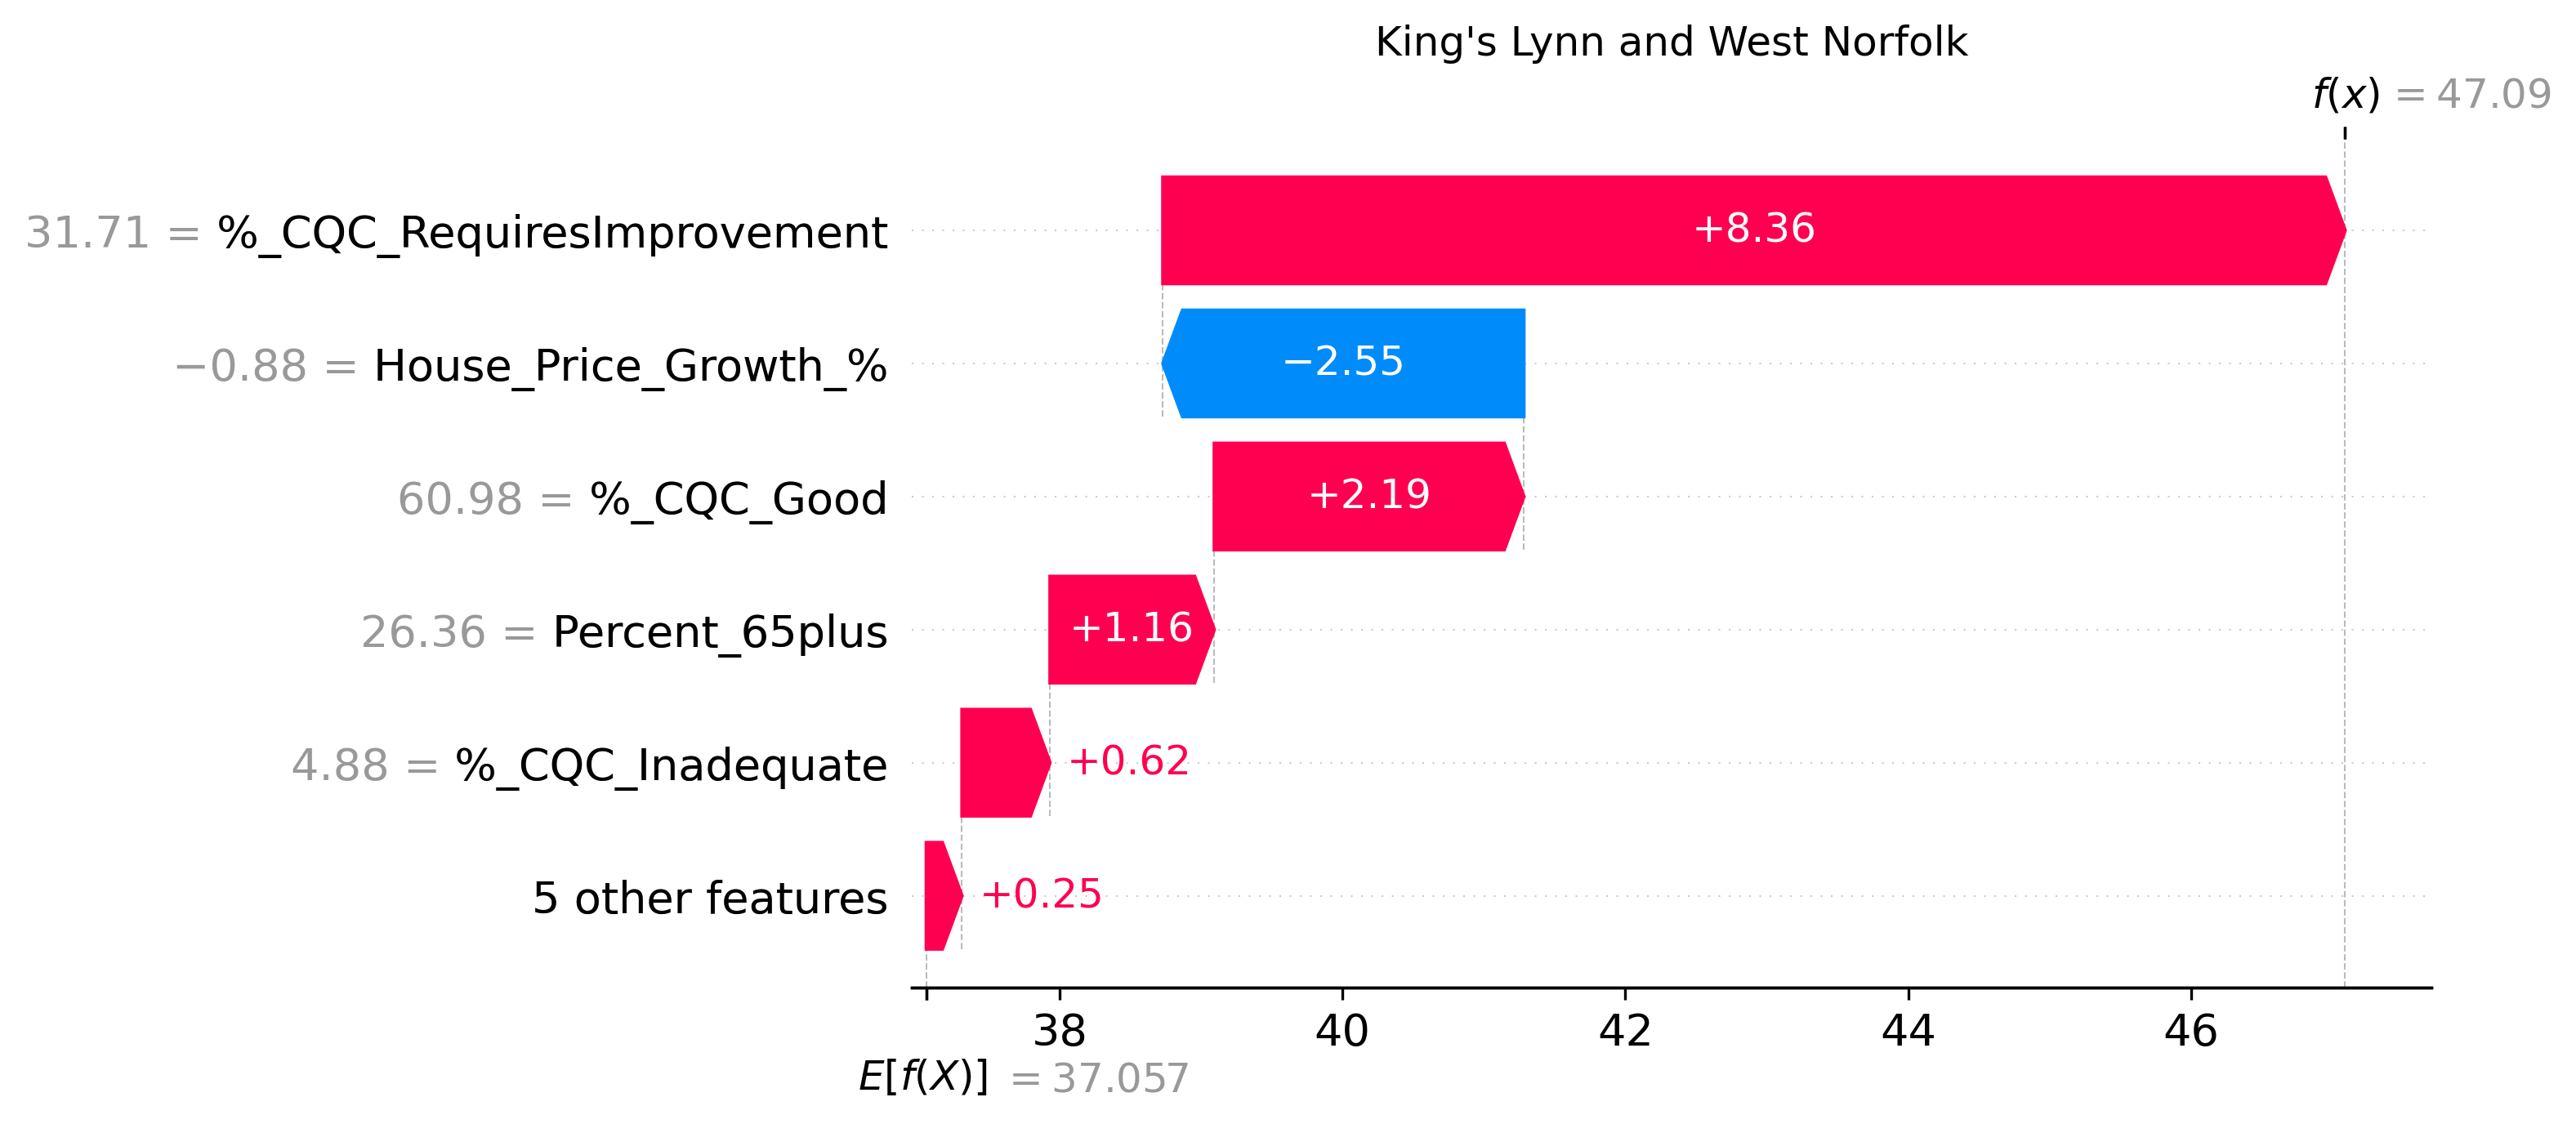 King's Lynn and West Norfolk
f(x) = 47.09
31.71 = %_CQC_RequiresImprovement
+8.36
−0.88 = House_Price_Growth_%
−2.55
60.98 = %_CQC_Good
+2.19
26.36 = Percent_65plus
+1.16
4.88 = %_CQC_Inadequate
+0.62
5 other features
+0.25
38 40 42 44 46
E[f(X)] = 37.057